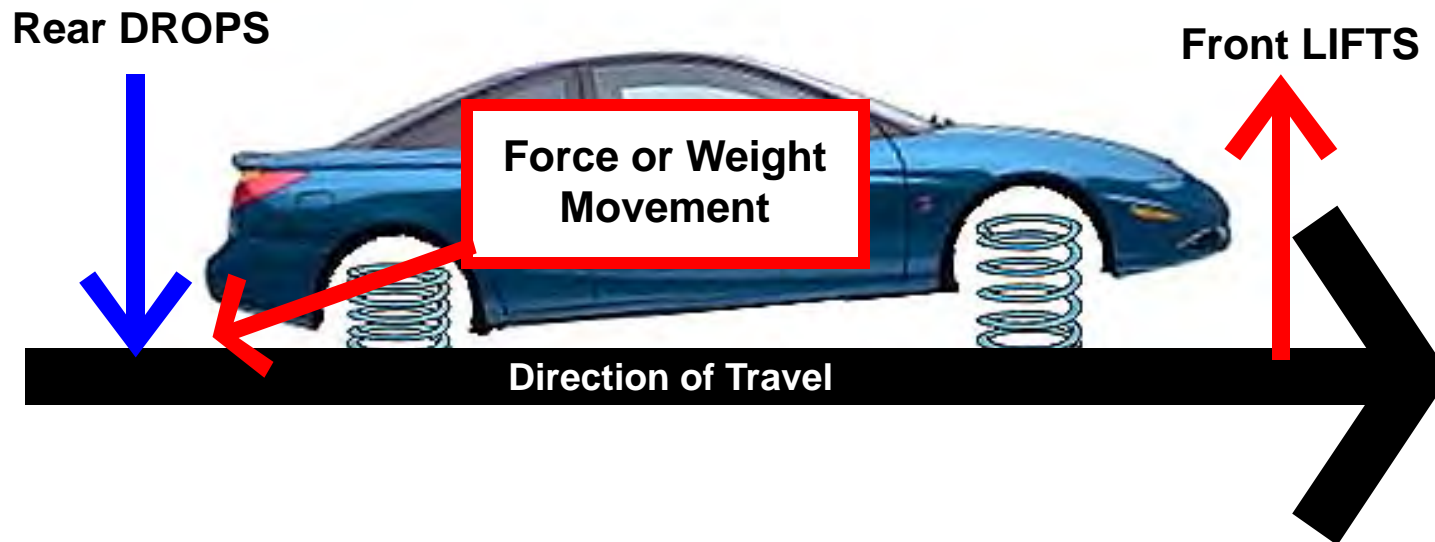 Rear DROPS
Front LIFTS
Force or Weight
Movement
Direction of Travel